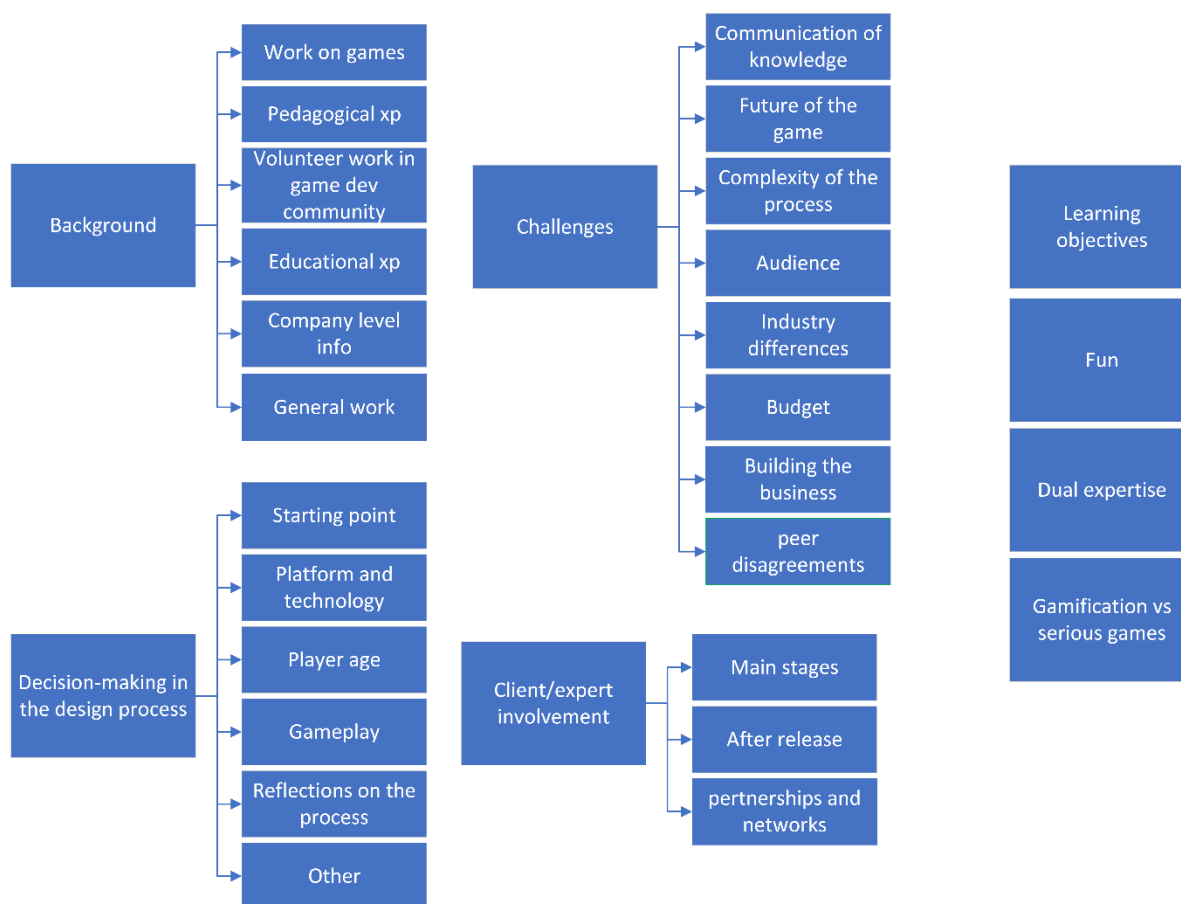 Background
Work on games
Pedagogical xp
Volunteer work in
game dev
community
Educational xp
Company level
info
General work
Decision-making in
the design process
Starting point
Platform and
technology
Player age
Gameplay
Reflections on the
process
Other
Challenges
Communication of
knowledge
Future of the
game
Complexity of the
process
Audience
Industry
differences
Budget
Building the
business
peer
disagreements
Client/expert
involvement
Main stages
After release
pertnerships and
networks
Learning
objectives
Fun
Dual expertise
Gamification vs
serious games